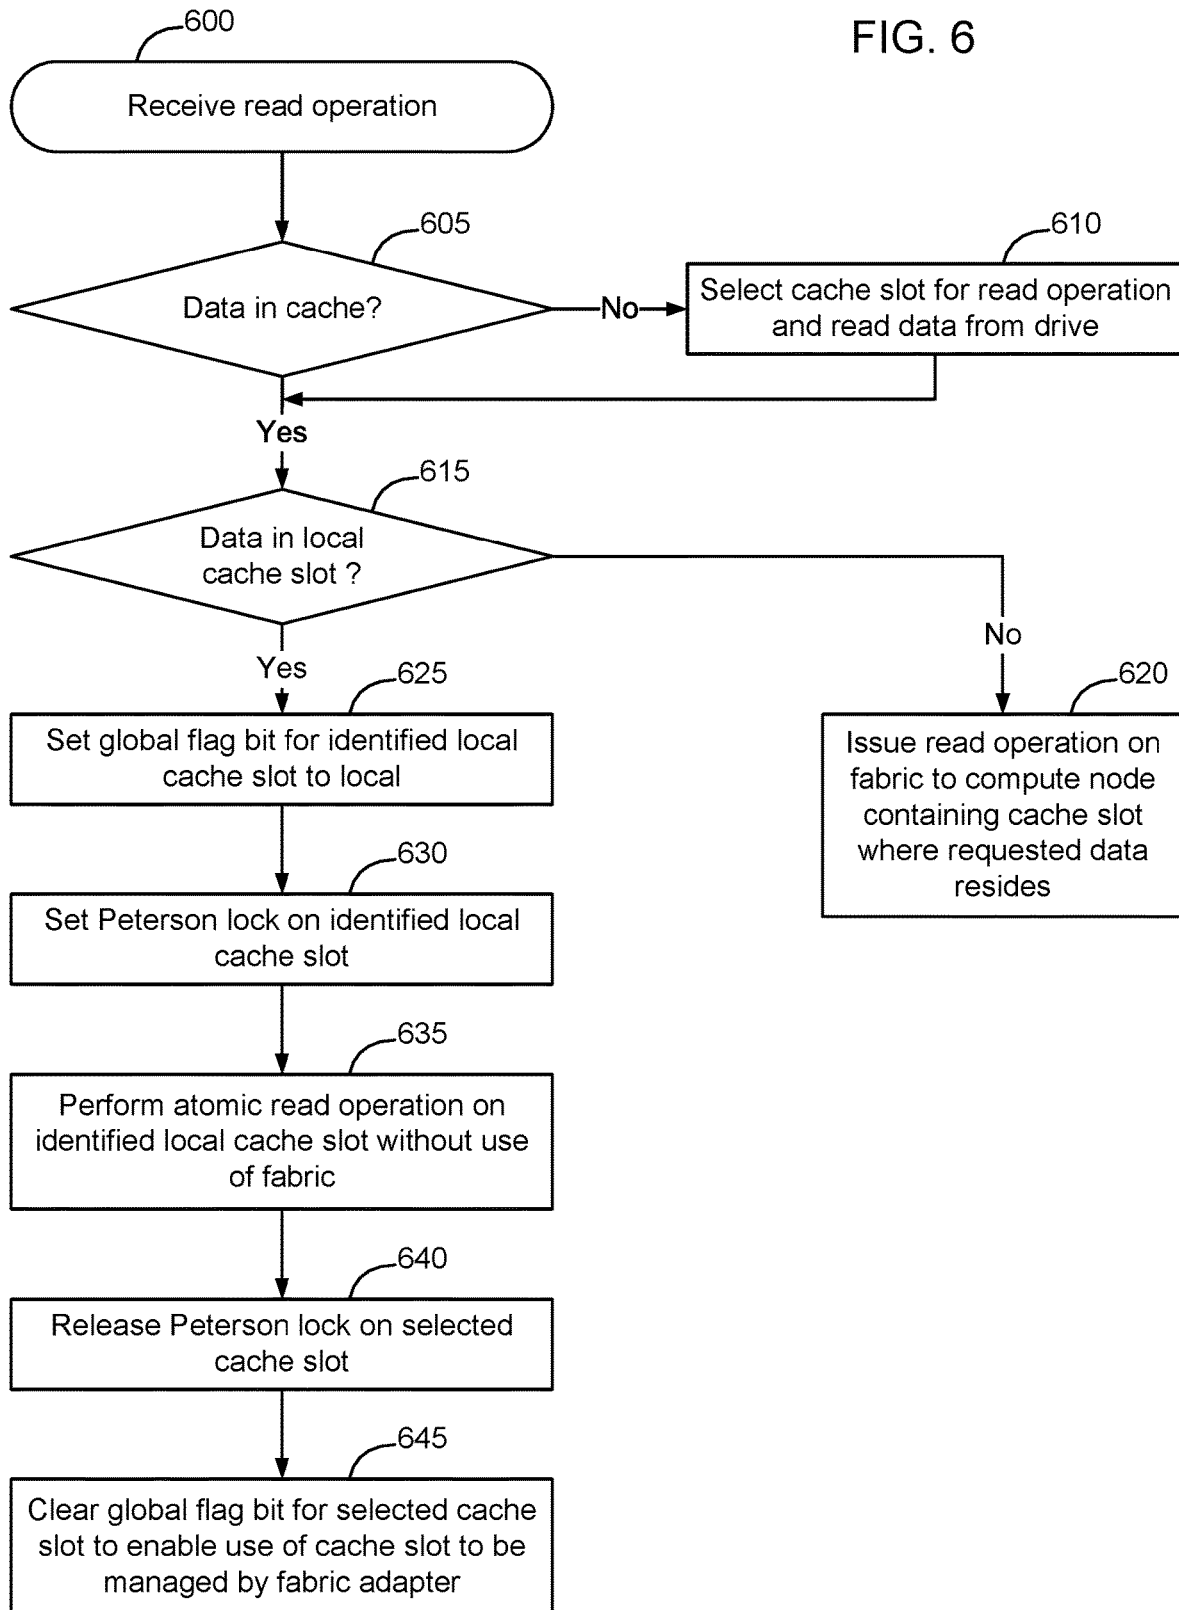 600
FIG. 6
Receive read operation
605
Data in cache?
No
610
Select cache slot for read operation
and read data from drive
Yes
615
Data in local
cache slot ?
No
Yes
620
Issue read operation on
fabric to compute node
containing cache slot
where requested data
resides
625
Set global flag bit for identified local
cache slot to local
630
Set Peterson lock on identified local
cache slot
635
Perform atomic read operation on
identified local cache slot without use
of fabric
640
Release Peterson lock on selected
cache slot
645
Clear global flag bit for selected cache
slot to enable use of cache slot to be
managed by fabric adapter